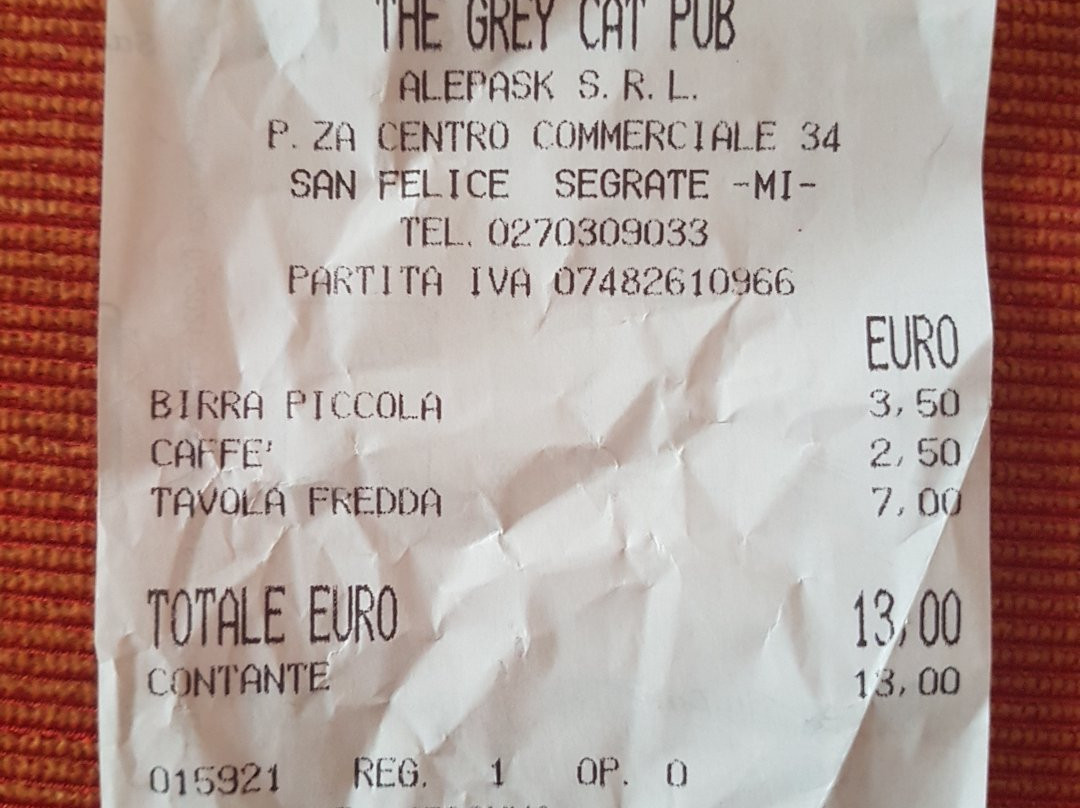 THE GREY CAT PUB
ALEPASK S.R.L.
P.ZA CENTRO COMMERCIALE 34
SAN FELICE SEGRATE -MI-
TEL. 0270309033
PARTITA IVA 07482610966
EURO
BIRRA PICCOLA 3,50
CAFFE' 2,50
TAVOLA FREDDA 7,00
TOTALE EURO 13,00
CONTANTE 13,00
015921 REG. 1 OP. 0